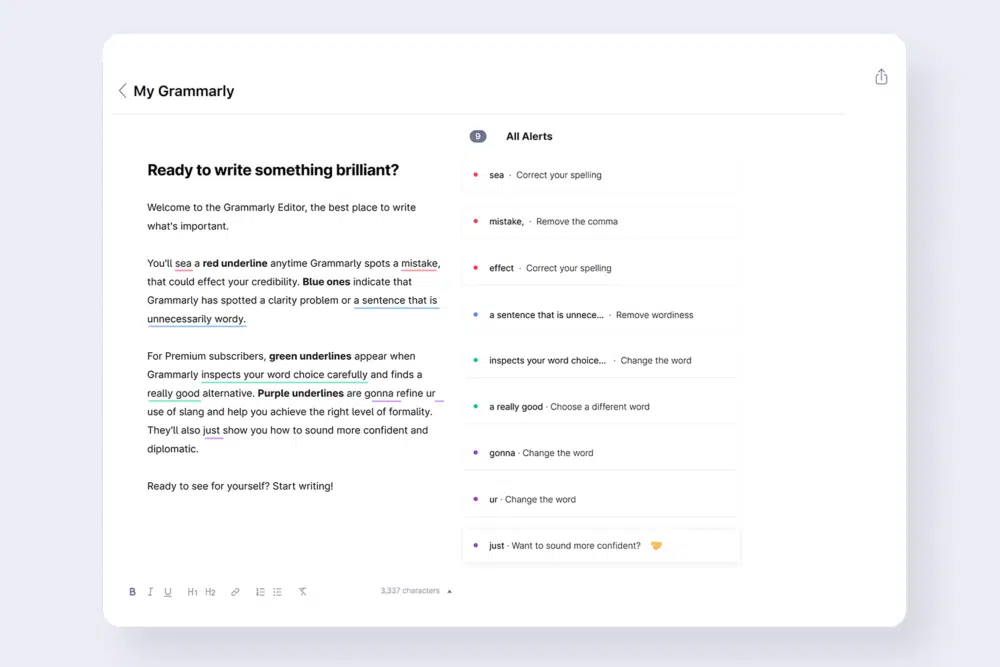 My Grammarly
9 All Alerts
Ready to write something brilliant?
Welcome to the Grammarly Editor, the best place to write
what's important.
You'll sea a red underline anytime Grammarly spots a mistake,
that could effect your credibility. Blue ones indicate that
Grammarly has spotted a clarity problem or a sentence that is
unnecessarily wordy.
For Premium subscribers, green underlines appear when
Grammarly inspects your word choice carefully and finds a
really good alternative. Purple underlines are gonna refine ur
use of slang and help you achieve the right level of formality.
They'll also just show you how to sound more confident and
diplomatic.
Ready to see for yourself? Start writing!
sea · Correct your spelling
mistake, · Remove the comma
effect · Correct your spelling
a sentence that is unnece... · Remove wordiness
inspects your word choice... · Change the word
a really good · Choose a different word
gonna · Change the word
ur · Change the word
just · Want to sound more confident?
B I U H1 H2
3,337 characters